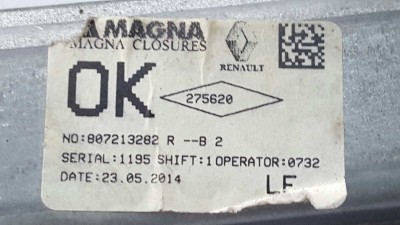 MAGNA
MAGNA CLOSURES
RENAULT
OK
275620
NO:807213282 R --B 2
SERIAL:1195 SHIFT:1 OPERATOR:0732
DATE:23.05.2014